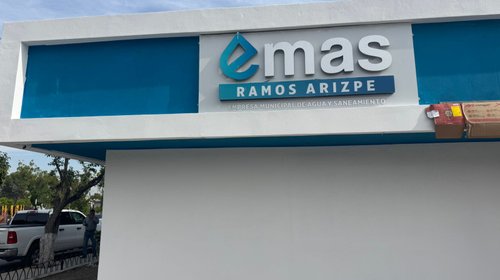 emas
RAMOS ARIZPE
EMPRESA MUNICIPAL DE AGUA Y SANEAMIENTO